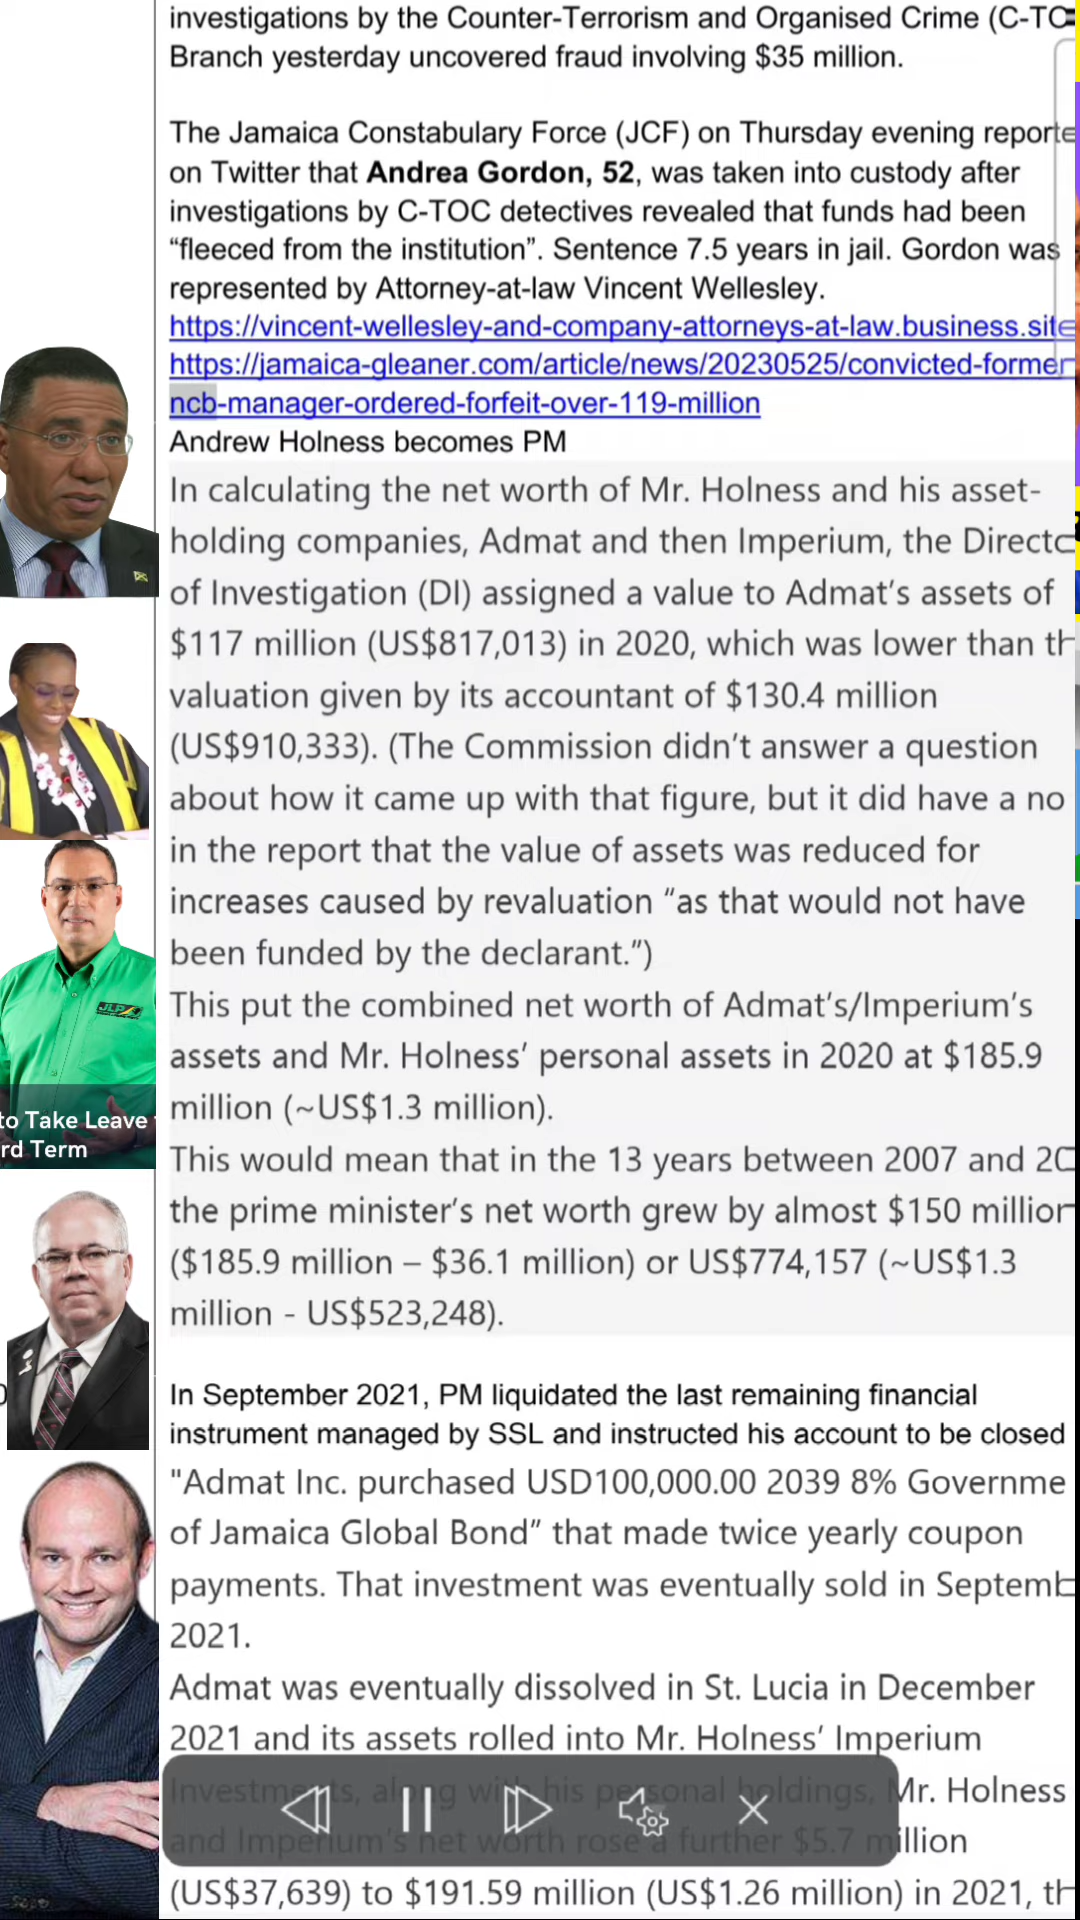 investigations by the Counter-Terrorism and Organised Crime (C-TO
Branch yesterday uncovered fraud involving $35 million.
The Jamaica Constabulary Force (JCF) on Thursday evening reporte
on Twitter that Andrea Gordon, 52, was taken into custody after
investigations by C-TOC detectives revealed that funds had been
“fleeced from the institution”. Sentence 7.5 years in jail. Gordon was
represented by Attorney-at-law Vincent Wellesley.
https://vincent-wellesley-and-company-attorneys-at-law.business.site
https://jamaica-gleaner.com/article/news/20230525/convicted-former
ncb-manager-ordered-forfeit-over-119-million
Andrew Holness becomes PM
In calculating the net worth of Mr. Holness and his asset-
holding companies, Admat and then Imperium, the Directo
of Investigation (DI) assigned a value to Admat’s assets of
$117 million (US$817,013) in 2020, which was lower than th
valuation given by its accountant of $130.4 million
(US$910,333). (The Commission didn’t answer a question
about how it came up with that figure, but it did have a no
in the report that the value of assets was reduced for
increases caused by revaluation “as that would not have
been funded by the declarant.”)
This put the combined net worth of Admat’s/Imperium’s
assets and Mr. Holness’ personal assets in 2020 at $185.9
million (~US$1.3 million).
This would mean that in the 13 years between 2007 and 20
the prime minister’s net worth grew by almost $150 million
($185.9 million – $36.1 million) or US$774,157 (~US$1.3
million - US$523,248).
In September 2021, PM liquidated the last remaining financial
instrument managed by SSL and instructed his account to be closed
"Admat Inc. purchased USD100,000.00 2039 8% Governme
of Jamaica Global Bond” that made twice yearly coupon
payments. That investment was eventually sold in Septemb
2021.
Admat was eventually dissolved in St. Lucia in December
2021 and its assets rolled into Mr. Holness’ Imperium
Investments, along with his personal holdings, Mr. Holness
and Imperium's net worth rose a further $5.7 million
(US$37,639) to $191.59 million (US$1.26 million) in 2021, th
JLP
to Take Leave
rd Term